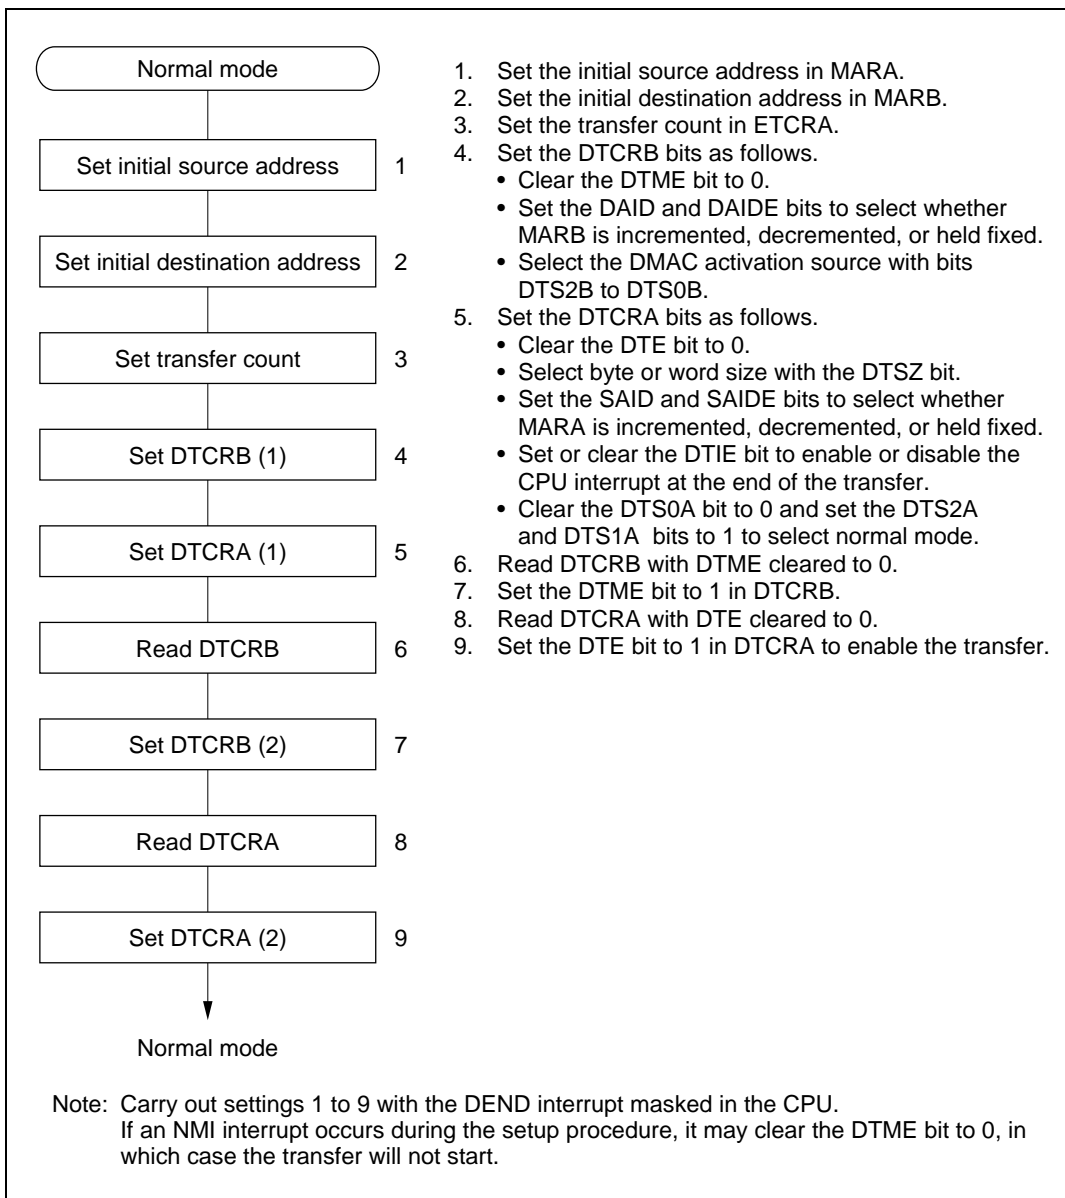 Normal mode
Set initial source address 1
Set initial destination address 2
Set transfer count 3
Set DTCRB (1) 4
Set DTCRA (1) 5
Read DTCRB 6
Set DTCRB (2) 7
Read DTCRA 8
Set DTCRA (2) 9
Normal mode
1. Set the initial source address in MARA.
2. Set the initial destination address in MARB.
3. Set the transfer count in ETCRA.
4. Set the DTCRB bits as follows.
• Clear the DTME bit to 0.
• Set the DAID and DAIDE bits to select whether
MARB is incremented, decremented, or held fixed.
• Select the DMAC activation source with bits
DTS2B to DTS0B.
5. Set the DTCRA bits as follows.
• Clear the DTE bit to 0.
• Select byte or word size with the DTSZ bit.
• Set the SAID and SAIDE bits to select whether
MARA is incremented, decremented, or held fixed.
• Set or clear the DTIE bit to enable or disable the
CPU interrupt at the end of the transfer.
• Clear the DTS0A bit to 0 and set the DTS2A
and DTS1A bits to 1 to select normal mode.
6. Read DTCRB with DTME cleared to 0.
7. Set the DTME bit to 1 in DTCRB.
8. Read DTCRA with DTE cleared to 0.
9. Set the DTE bit to 1 in DTCRA to enable the transfer.
Note: Carry out settings 1 to 9 with the DEND interrupt masked in the CPU.
If an NMI interrupt occurs during the setup procedure, it may clear the DTME bit to 0, in
which case the transfer will not start.